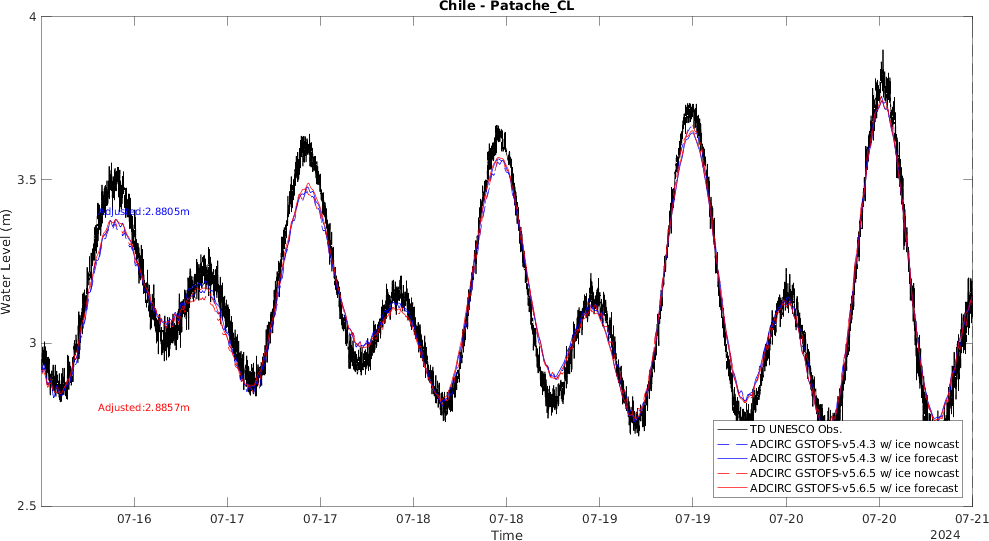 Chile - Patache_CL
4
3.5
3
2.5
Water Level (m)
Adjusted:2.8805m
Adjusted:2.8857m
TD UNESCO Obs.
ADCIRC GSTOFS-v5.4.3 w/ ice nowcast
ADCIRC GSTOFS-v5.4.3 w/ ice forecast
ADCIRC GSTOFS-v5.6.5 w/ ice nowcast
ADCIRC GSTOFS-v5.6.5 w/ ice forecast
07-16 07-17 07-17 07-18 07-18 07-19 07-19 07-20 07-20 07-21
Time
2024